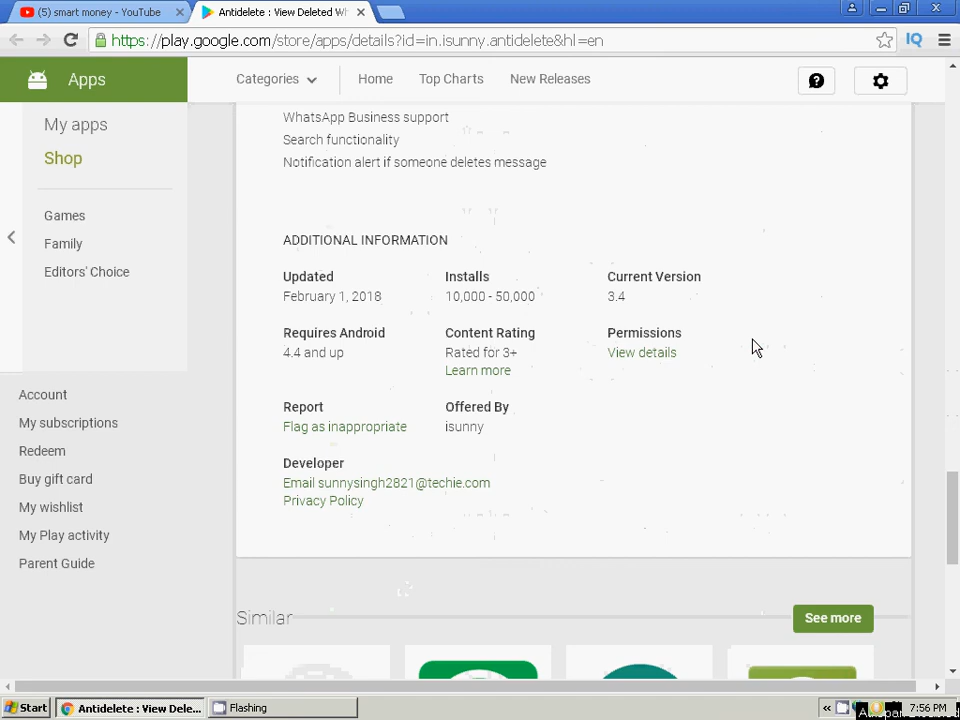 (5) smart money - YouTube
Antidelete : View Deleted Wh
https://play.google.com/store/apps/details?id=in.isunny.antidelete&hl=en
IQ
Apps
Categories
Home
Top Charts
New Releases
My apps
Shop
Games
Family
Editors' Choice
Account
My subscriptions
Redeem
Buy gift card
My wishlist
My Play activity
Parent Guide
WhatsApp Business support
Search functionality
Notification alert if someone deletes message
ADDITIONAL INFORMATION
Updated
February 1, 2018
Installs
10,000 - 50,000
Current Version
3.4
Requires Android
4.4 and up
Content Rating
Rated for 3+
Learn more
Permissions
View details
Report
Flag as inappropriate
Offered By
isunny
Developer
Email sunnysingh2821@techie.com
Privacy Policy
Similar
See more
Start
Antidelete : View Dele...
Flashing
7:56 PM